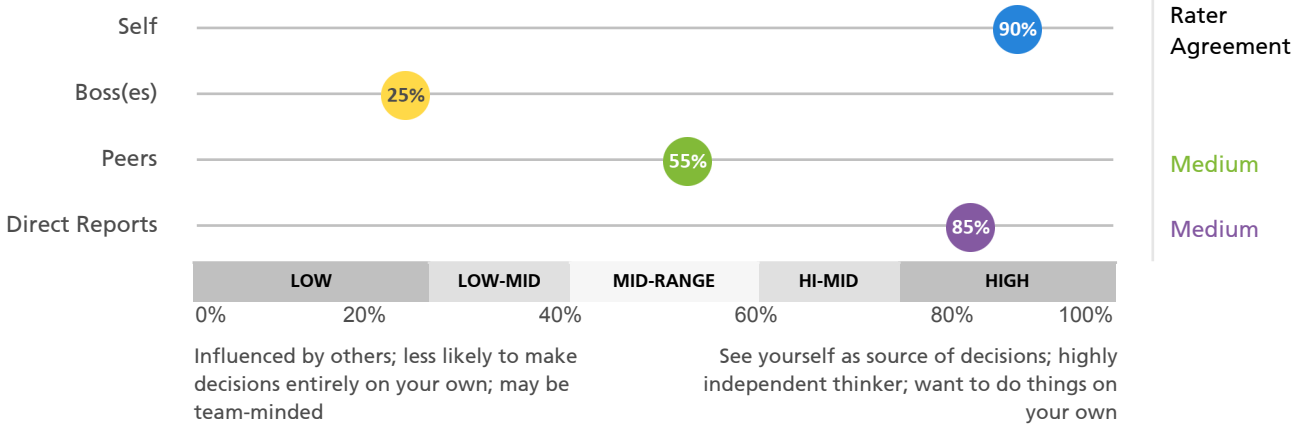 Rater
Agreement
Self 90%
Boss(es) 25%
Peers 55% Medium
Direct Reports 85% Medium
LOW LOW-MID MID-RANGE HI-MID HIGH
0% 20% 40% 60% 80% 100%
Influenced by others; less likely to make
decisions entirely on your own; may be
team-minded
See yourself as source of decisions; highly
independent thinker; want to do things on
your own